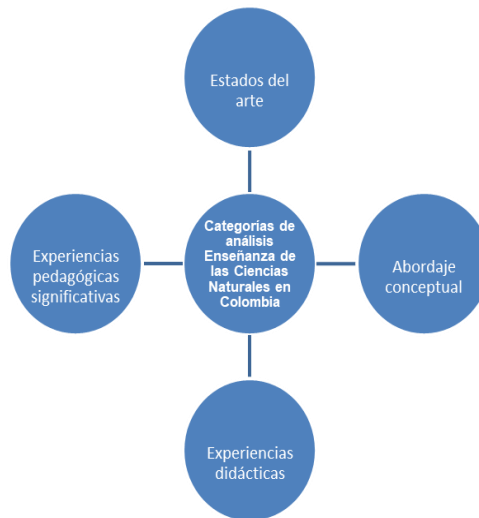 Estados del
arte
Categorías de
análisis
Enseñanza de
las Ciencias
Naturales en
Colombia
Experiencias
pedagógicas
significativas
Abordaje
conceptual
Experiencias
didácticas